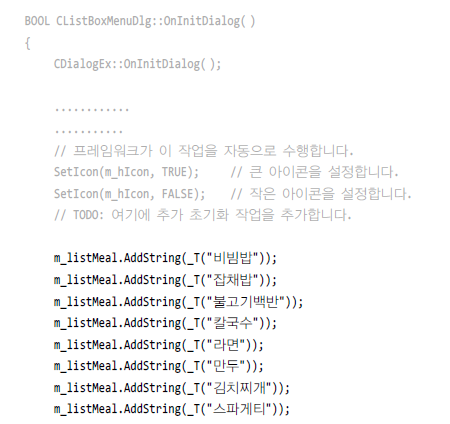 BOOL CListBoxMenuDlg::OnInitDialog()
{
CDialogEx::OnInitDialog();
............
...........
// 프레임워크가 이 작업을 자동으로 수행합니다.
SetIcon(m_hIcon, TRUE); // 큰 아이콘을 설정합니다.
SetIcon(m_hIcon, FALSE); // 작은 아이콘을 설정합니다.
// TODO: 여기에 추가 초기화 작업을 추가합니다.
m_listMeal.AddString(_T("비빔밥"));
m_listMeal.AddString(_T("잡채밥"));
m_listMeal.AddString(_T("불고기백반"));
m_listMeal.AddString(_T("칼국수"));
m_listMeal.AddString(_T("라면"));
m_listMeal.AddString(_T("만두"));
m_listMeal.AddString(_T("김치찌개"));
m_listMeal.AddString(_T("스파게티"));